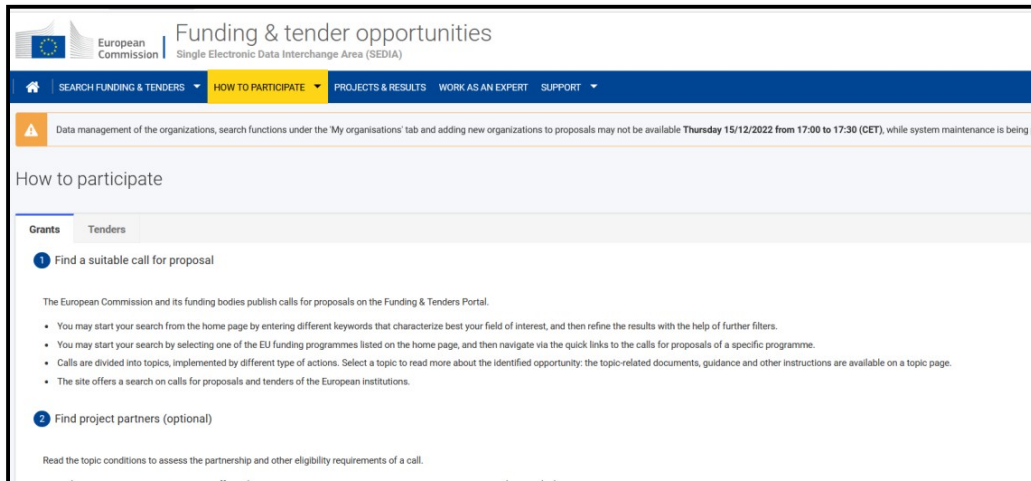 European
Commission
Funding & tender opportunities
Single Electronic Data Interchange Area (SEDIA)
SEARCH FUNDING & TENDERS HOW TO PARTICIPATE PROJECTS & RESULTS WORK AS AN EXPERT SUPPORT
Data management of the organizations, search functions under the 'My organisations' tab and adding new organizations to proposals may not be available Thursday 15/12/2022 from 17:00 to 17:30 (CET), while system maintenance is being
How to participate
Grants Tenders
1 Find a suitable call for proposal
The European Commission and its funding bodies publish calls for proposals on the Funding & Tenders Portal.
• You may start your search from the home page by entering different keywords that characterize best your field of interest, and then refine the results with the help of further filters.
• You may start your search by selecting one of the EU funding programmes listed on the home page, and then navigate via the quick links to the calls for proposals of a specific programme.
• Calls are divided into topics, implemented by different type of actions. Select a topic to read more about the identified opportunity: the topic-related documents, guidance and other instructions are available on a topic page.
• The site offers a search on calls for proposals and tenders of the European institutions.
2 Find project partners (optional)
Read the topic conditions to assess the partnership and other eligibility requirements of a call.